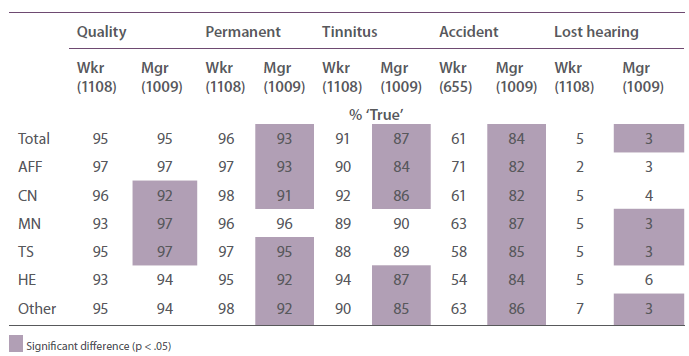 Quality Permanent Tinnitus Accident Lost hearing
Wkr Mgr Wkr Mgr Wkr Mgr Wkr Mgr Wkr Mgr
(1108) (1009) (1108) (1009) (1108) (1009) (655) (1009) (1108) (1009)
% ‘True’
Total 95 95 96 93 91 87 61 84 5 3
AFF 97 97 97 93 90 84 71 82 2 3
CN 96 92 98 91 92 86 61 82 5 4
MN 93 97 96 96 89 90 63 87 5 3
TS 95 97 97 95 88 89 58 85 5 3
HE 93 94 95 92 94 87 54 84 5 6
Other 95 94 98 92 90 85 63 86 7 3
Significant difference (p < .05)